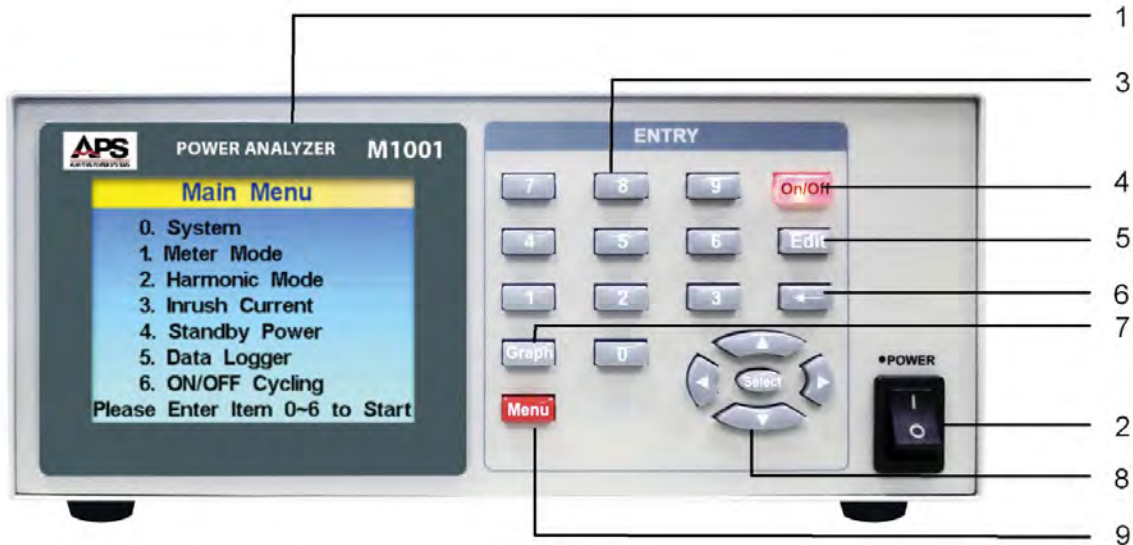 1
3
ENTRY
APS
POWER ANALYZER M1001
7 8 9 On/Off
4
Main Menu
0. System
1. Meter Mode
2. Harmonic Mode
3. Inrush Current
4. Standby Power
5. Data Logger
6. ON/OFF Cycling
Please Enter Item 0~6 to Start
4 5 6 Edit
5
1 2 3
6
7
Graph 0
POWER
Select
Menu
2
8
9